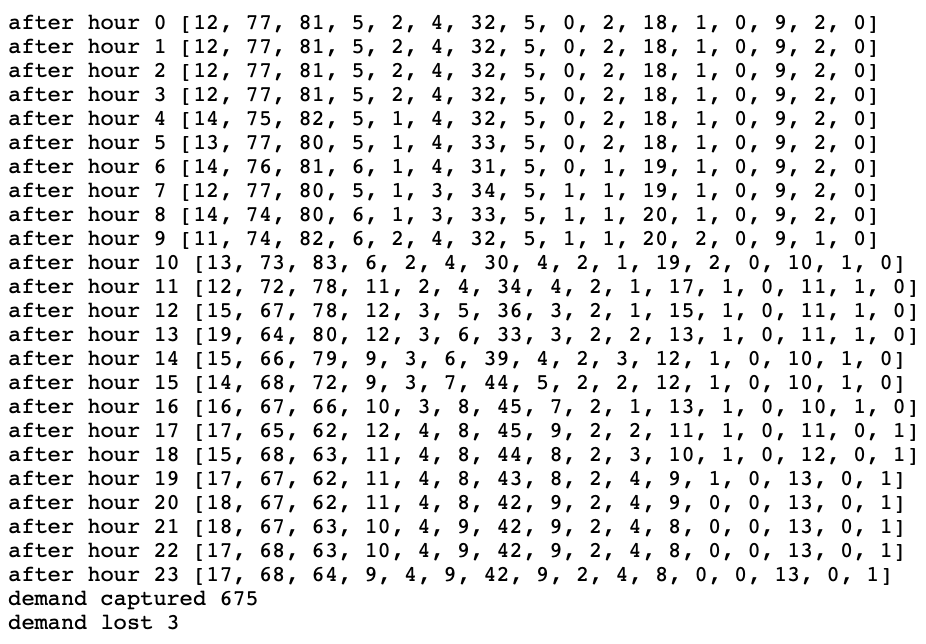 after hour 0 [12, 77, 81, 5, 2, 4, 32, 5, 0, 2, 18, 1, 0, 9, 2, 0]
after hour 1 [12, 77, 81, 5, 2, 4, 32, 5, 0, 2, 18, 1, 0, 9, 2, 0]
after hour 2 [12, 77, 81, 5, 2, 4, 32, 5, 0, 2, 18, 1, 0, 9, 2, 0]
after hour 3 [12, 77, 81, 5, 2, 4, 32, 5, 0, 2, 18, 1, 0, 9, 2, 0]
after hour 4 [14, 75, 82, 5, 1, 4, 32, 5, 0, 2, 18, 1, 0, 9, 2, 0]
after hour 5 [13, 77, 80, 5, 1, 4, 33, 5, 0, 2, 18, 1, 0, 9, 2, 0]
after hour 6 [14, 76, 81, 6, 1, 4, 31, 5, 0, 1, 19, 1, 0, 9, 2, 0]
after hour 7 [12, 77, 80, 5, 1, 3, 34, 5, 1, 1, 19, 1, 0, 9, 2, 0]
after hour 8 [14, 74, 80, 6, 1, 3, 33, 5, 1, 1, 20, 1, 0, 9, 2, 0]
after hour 9 [11, 74, 82, 6, 2, 4, 32, 5, 1, 1, 20, 2, 0, 9, 1, 0]
after hour 10 [13, 73, 83, 6, 2, 4, 30, 4, 2, 1, 19, 2, 0, 10, 1, 0]
after hour 11 [12, 72, 78, 11, 2, 4, 34, 4, 2, 1, 17, 1, 0, 11, 1, 0]
after hour 12 [15, 67, 78, 12, 3, 5, 36, 3, 2, 1, 15, 1, 0, 11, 1, 0]
after hour 13 [19, 64, 80, 12, 3, 6, 33, 3, 2, 2, 13, 1, 0, 11, 1, 0]
after hour 14 [15, 66, 79, 9, 3, 6, 39, 4, 2, 3, 12, 1, 0, 10, 1, 0]
after hour 15 [14, 68, 72, 9, 3, 7, 44, 5, 2, 2, 12, 1, 0, 10, 1, 0]
after hour 16 [16, 67, 66, 10, 3, 8, 45, 7, 2, 1, 13, 1, 0, 10, 1, 0]
after hour 17 [17, 65, 62, 12, 4, 8, 45, 9, 2, 2, 11, 1, 0, 11, 0, 1]
after hour 18 [15, 68, 63, 11, 4, 8, 44, 8, 2, 3, 10, 1, 0, 12, 0, 1]
after hour 19 [17, 67, 62, 11, 4, 8, 43, 8, 2, 4, 9, 1, 0, 13, 0, 1]
after hour 20 [18, 67, 62, 11, 4, 8, 42, 9, 2, 4, 9, 0, 0, 13, 0, 1]
after hour 21 [18, 67, 63, 10, 4, 9, 42, 9, 2, 4, 8, 0, 0, 13, 0, 1]
after hour 22 [17, 68, 63, 10, 4, 9, 42, 9, 2, 4, 8, 0, 0, 13, 0, 1]
after hour 23 [17, 68, 64, 9, 4, 9, 42, 9, 2, 4, 8, 0, 0, 13, 0, 1]
demand captured 675
demand lost 3